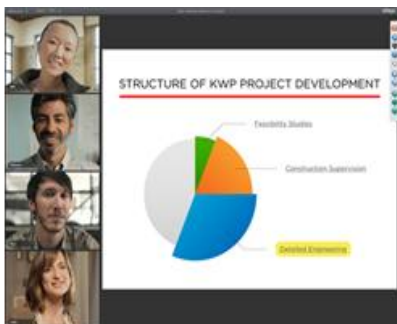 STRUCTURE OF KWP PROJECT DEVELOPMENT
Feasibility Studies
Construction Supervision
Detailed Engineering